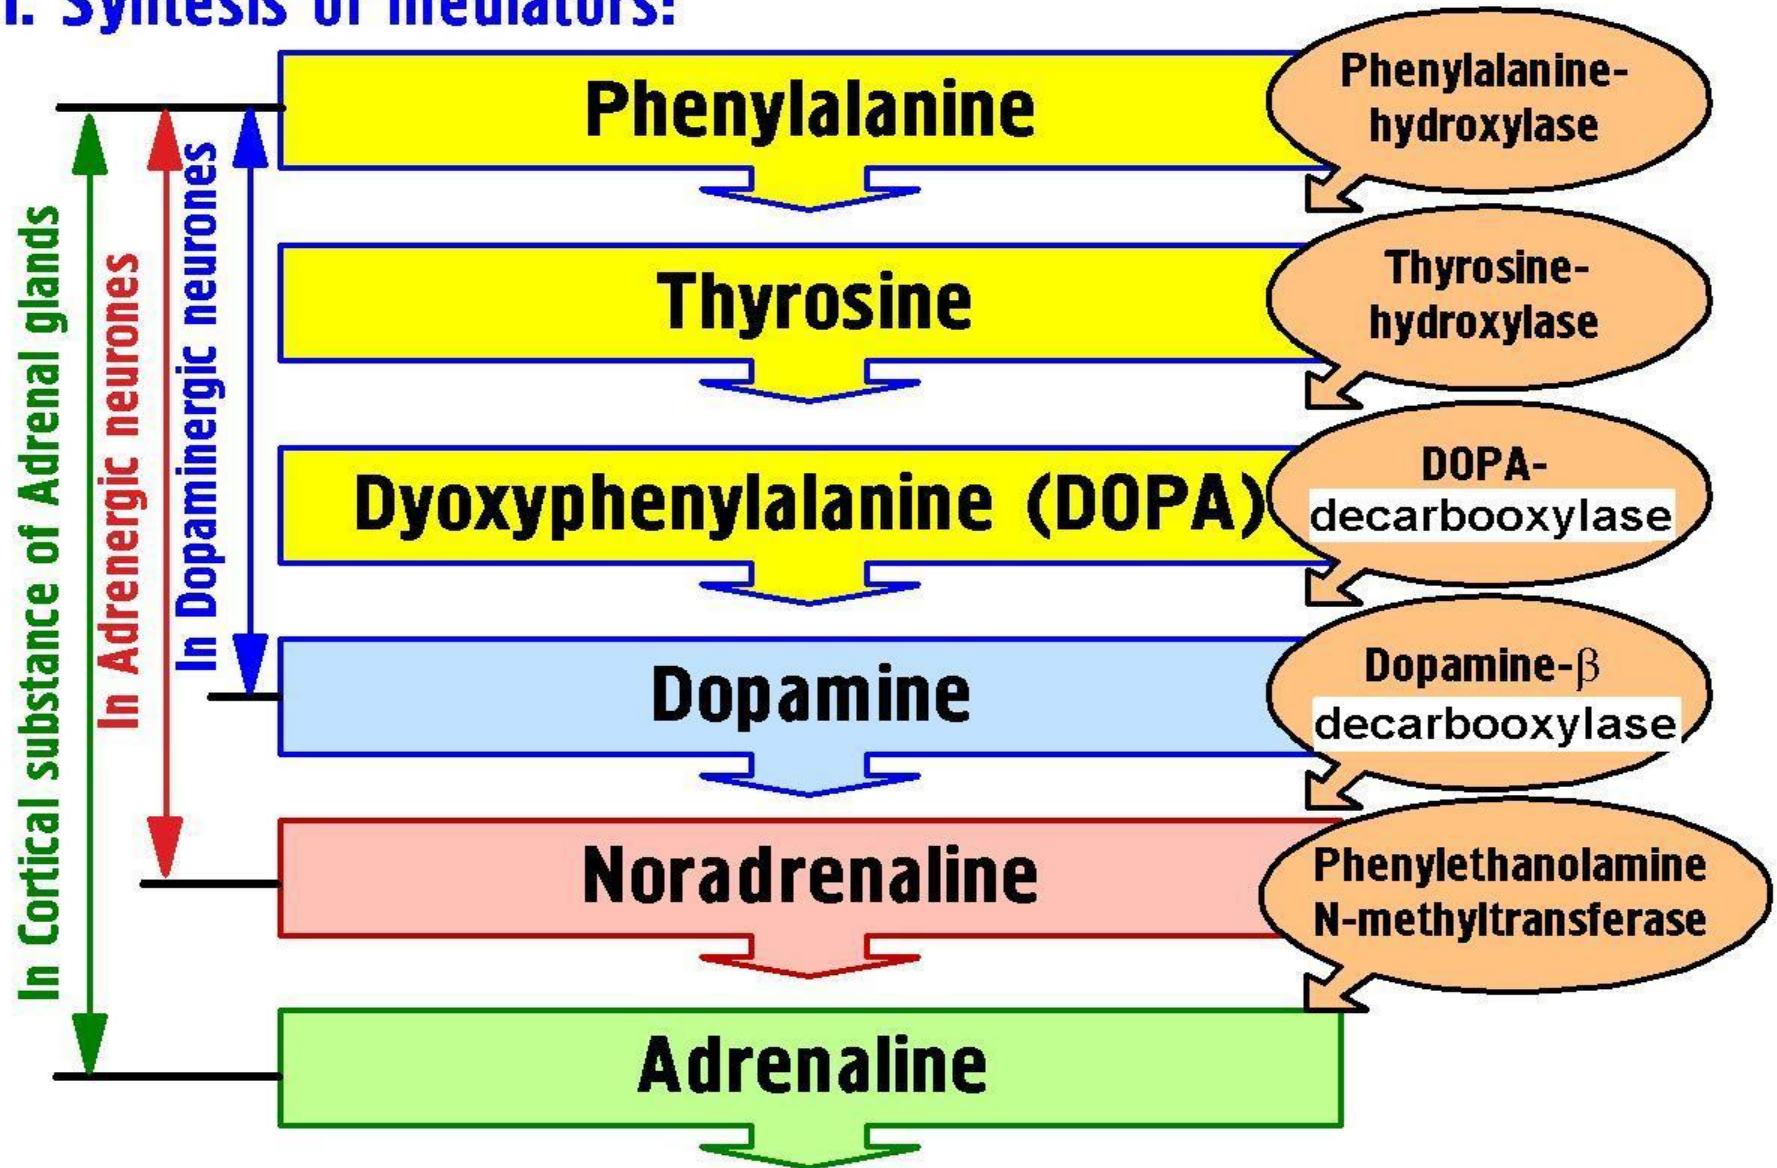 1. Syntesis of mediators:
Phenylalanine
Phenylalanine-
hydroxylase
Thyrosine
Thyrosine-
hydroxylase
Dyoxyphenylalanine (DOPA)
DOPA-
decarbooxylase
Dopamine
Dopamine-β
decarbooxylase
Noradrenaline
Phenylethanolamine
N-methyltransferase
Adrenaline
In Cortical substance of Adrenal glands
In Adrenergic neurones
In Dopaminergic neurones